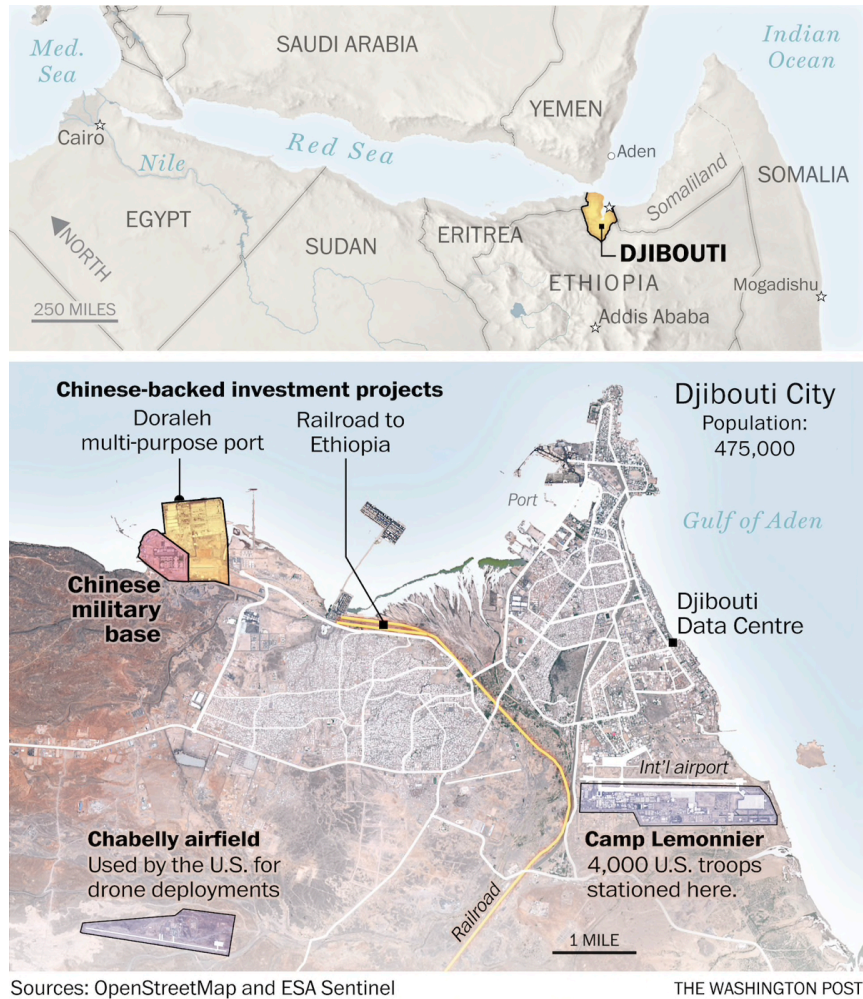 Med.
Sea
SAUDI ARABIA
Indian
Ocean
YEMEN
Cairo
Red Sea
Aden
Nile
Somaliland
SOMALIA
EGYPT
NORTH
SUDAN
ERITREA
DJIBOUTI
ETHIOPIA
Mogadishu
250 MILES
Addis Ababa
Chinese-backed investment projects
Doraleh
multi-purpose port
Railroad to
Ethiopia
Djibouti City
Population:
475,000
Port
Gulf of Aden
Chinese
military
base
Djibouti
Data Centre
Int'l airport
Chabelly airfield
Used by the U.S. for
drone deployments
Camp Lemonnier
4,000 U.S. troops
stationed here.
Railroad
1 MILE
Sources: OpenStreetMap and ESA Sentinel
THE WASHINGTON POST